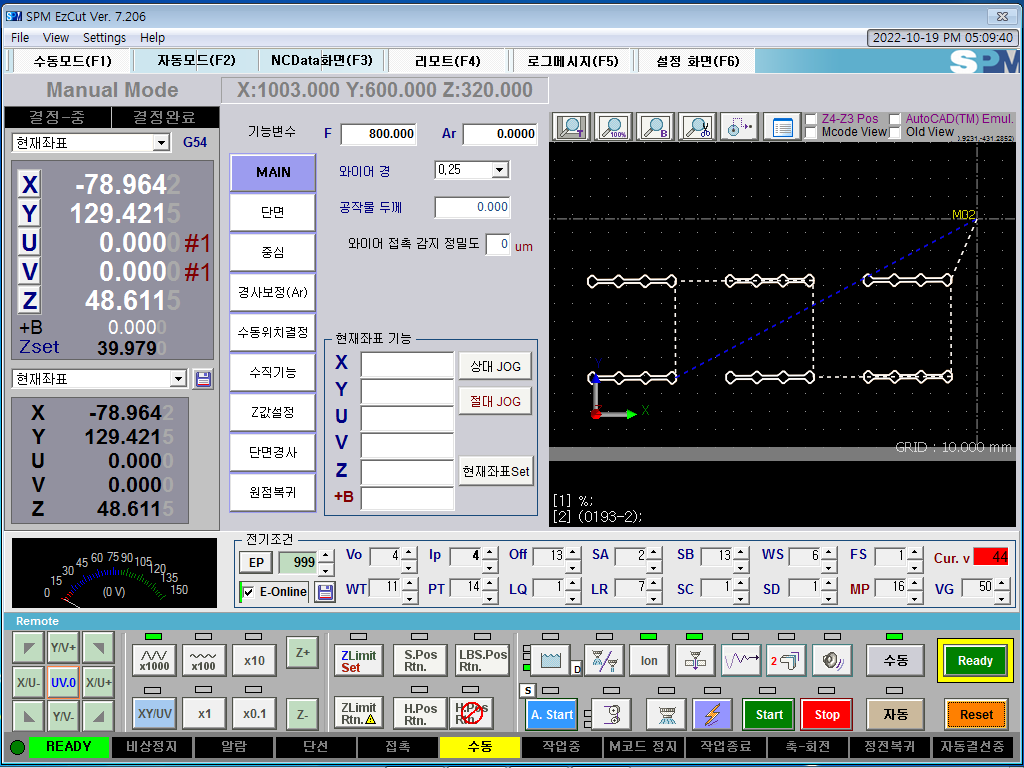 SPM EzCut Ver. 7.206
File View Settings Help
2022-10-19 PM 05:09:40
수동모드(F1) 자동모드(F2) NCData화면(F3) 리모트(F4) 로그메시지(F5) 설정 화면(F6) SPM
Manual Mode X:1003.000 Y:600.000 Z:320.000
결정-중 결정완료
현재좌표 G54
X -78.9642
Y 129.4215
U 0.0000 #1
V 0.0000 #1
Z 48.6115
+B 0.0000
Zset 39.9790
현재좌표
X -78.9642
Y 129.4215
U 0.0000
V 0.0000
Z 48.6115
기능변수 F 800.000 Ar 0.0000
MAIN
단면
중심
경사보정(Ar)
수동위치결정
수직기능
Z값설정
단면경사
원점복귀
와이어 경 0,25
공작물 두께 0.000
와이어 접촉 감지 정밀도 0 um
현재좌표 기능
X
Y
U
V
Z
+B
상대 JOG
절대 JOG
현재좌표Set
T 100% B
Z4-Z3 Pos AutoCAD(TM) Emul.
Mcode View Old View
M02
Y
X
GRID : 10.000 mm
[1] %;
[2] (0193-2);
0 15 30 45 60 75 90 105 120 135 150
(0 V)
전기조건
EP 999
E-Online
Vo 4 Ip 4 Off 13 SA 2 SB 13 WS 6 FS 1 Cur. v 44
WT 11 PT 14 LQ 1 LR 7 SC 1 SD 1 MP 16 VG 50
Remote
Y/V+
X/U- UV.0 X/U+
Y/V-
x1000 x100 x10 Z+
XY/UV x1 x0.1 Z-
ZLimit Set S.Pos Rtn. LBS.Pos Rtn.
ZLimit Rtn. H.Pos Rtn.
D Ion 2 수동 Ready
S A. Start Start Stop 자동 Reset
READY 비상정지 알람 단선 접촉 수동 작업중 M코드 정지 작업종료 축-회전 정전복귀 자동결선중